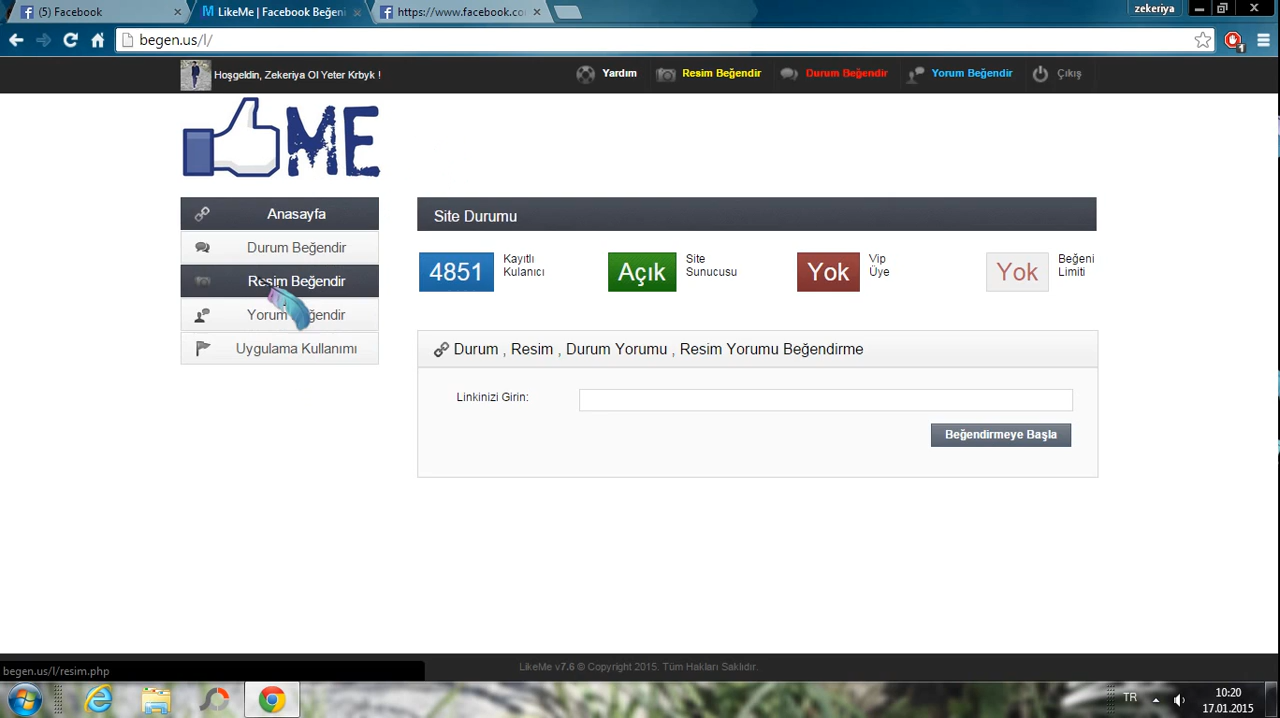 (5) Facebook
LikeMe | Facebook Beğeni
https://www.facebook.co
zekeriya
begen.us/l/
1
Hoşgeldin, Zekeriya Ol Yeter Krbyk !
Yardım
Resim Beğendir
Durum Beğendir
Yorum Beğendir
Çıkış
ME
Anasayfa
Durum Beğendir
Resim Beğendir
Yorum Beğendir
Uygulama Kullanımı
Site Durumu
4851 Kayıtlı Kulanıcı
Açık Site Sunucusu
Yok Vip Üye
Yok Beğeni Limiti
Durum , Resim , Durum Yorumu , Resim Yorumu Beğendirme
Linkinizi Girin:
Beğendirmeye Başla
LikeMe v7.6 © Copyright 2015. Tüm Hakları Saklıdır.
begen.us/l/resim.php
TR
10:20
17.01.2015